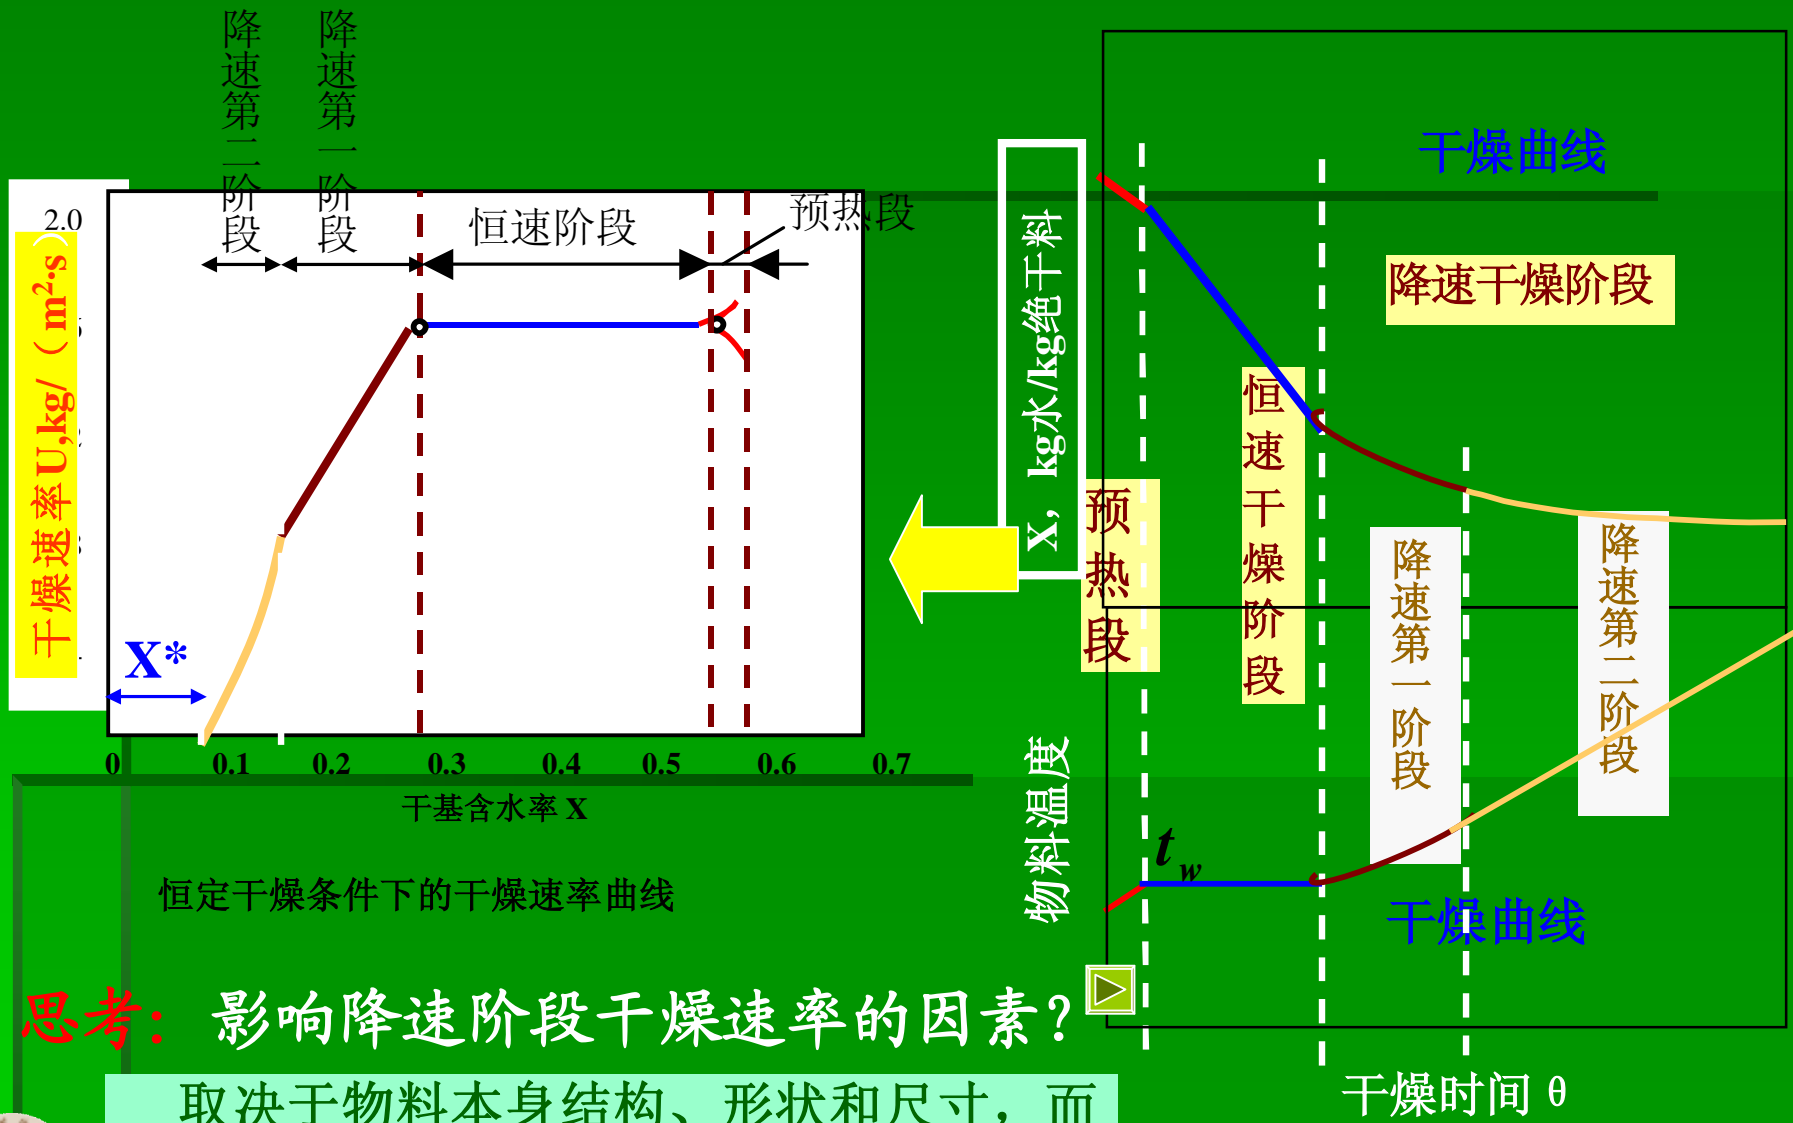 降速第二阶段
降速第一阶段
恒速阶段
预热段
2.0
干燥速率U,kg/（m²·s）
X*
0 0.1 0.2 0.3 0.4 0.5 0.6 0.7
干基含水率 X
恒定干燥条件下的干燥速率曲线
X，kg水/kg绝干料
干燥曲线
降速干燥阶段
预热段
恒速干燥阶段
降速第一阶段
降速第二阶段
物料温度
tw
干燥曲线
干燥时间 θ
思考：影响降速阶段干燥速率的因素？
取决于物料本身结构、形状和尺寸，而